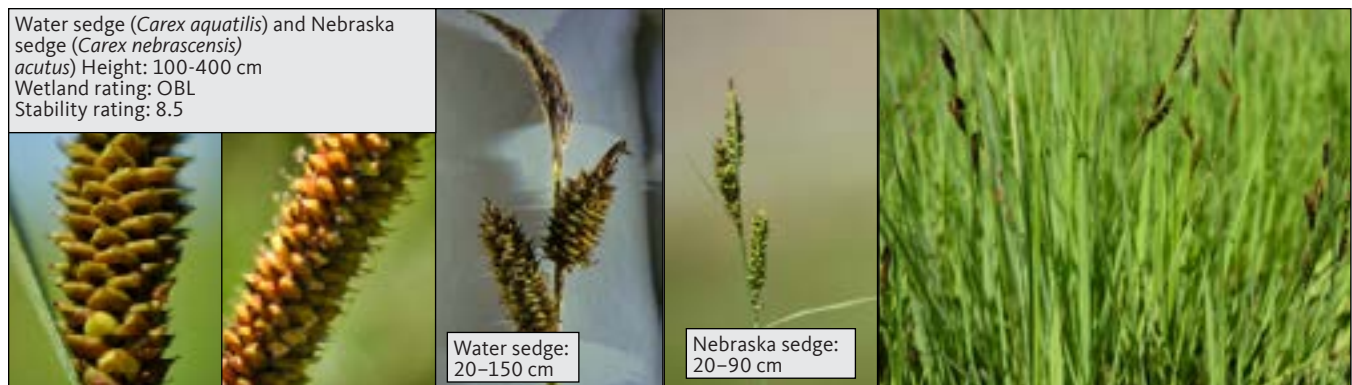 Water sedge (Carex aquatilis) and Nebraska
sedge (Carex nebrascensis)
acutus) Height: 100-400 cm
Wetland rating: OBL
Stability rating: 8.5
Water sedge:
20–150 cm
Nebraska sedge:
20–90 cm